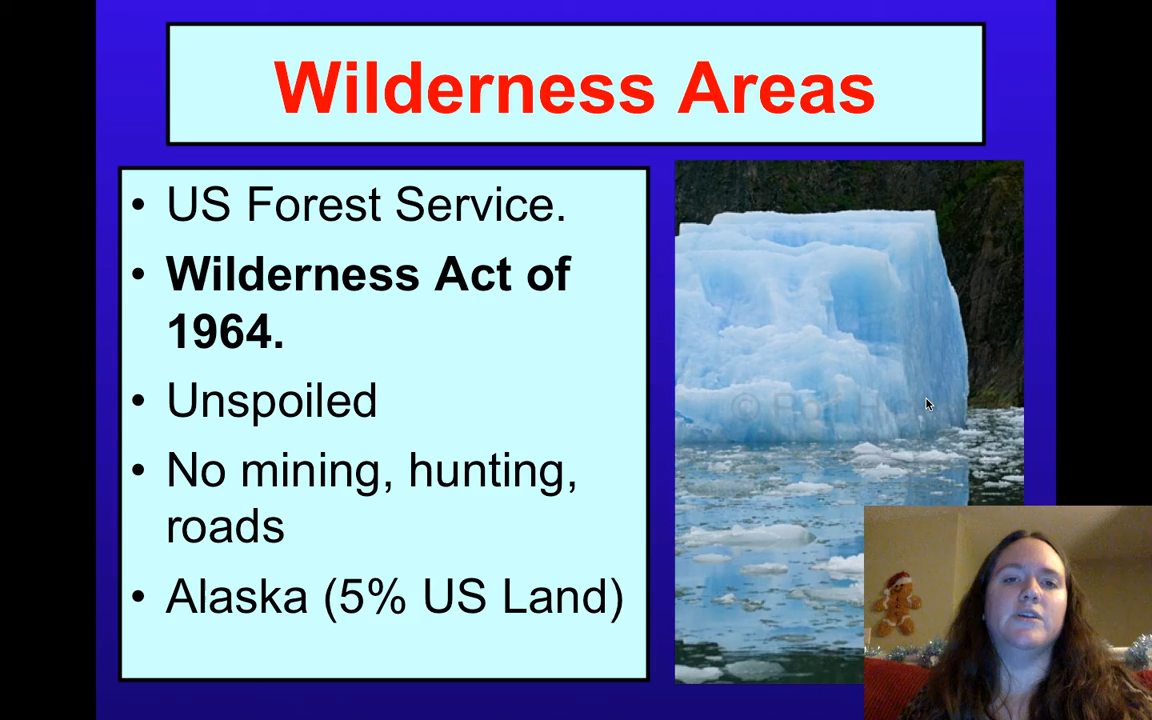 Wilderness Areas
• US Forest Service.
• Wilderness Act of
1964.
• Unspoiled
• No mining, hunting,
roads
• Alaska (5% US Land)
©